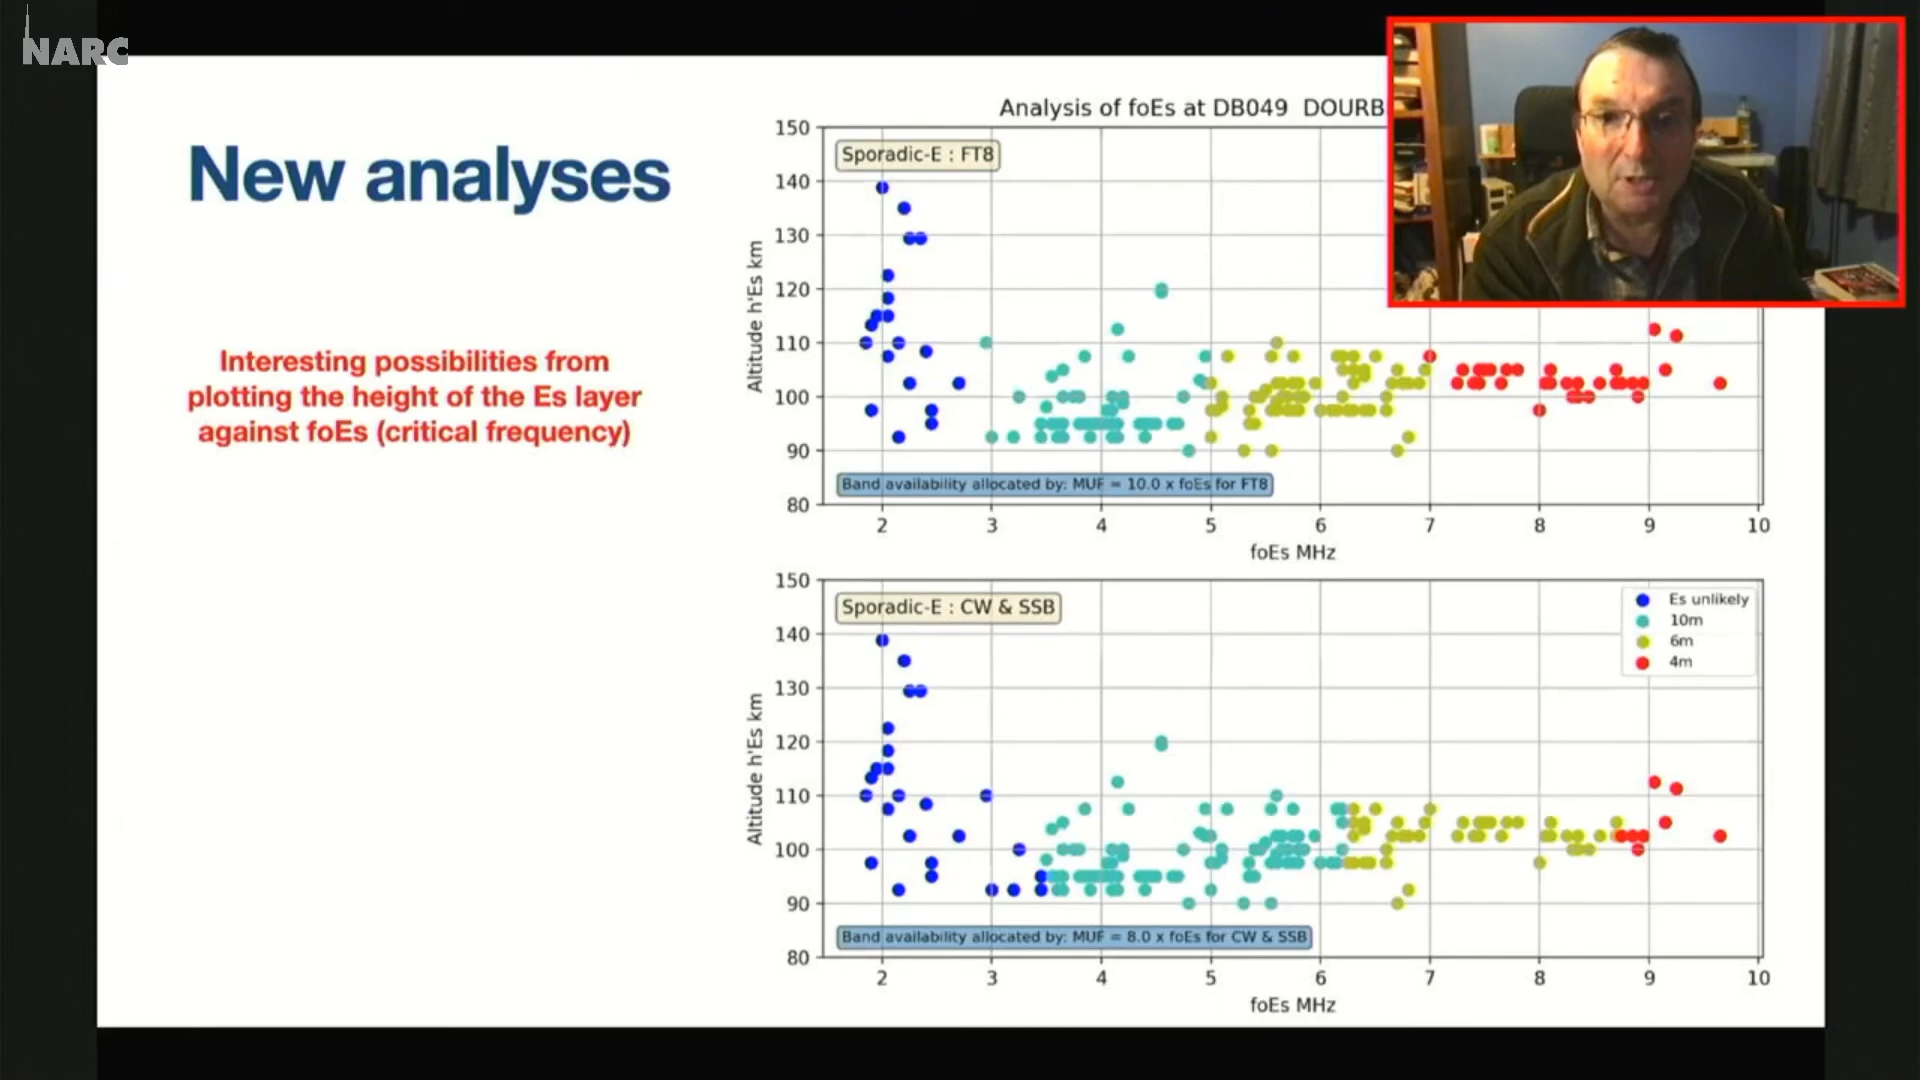 NARC
New analyses
Interesting possibilities from
plotting the height of the Es layer
against foEs (critical frequency)
Analysis of foEs at DB049 DOURB
Sporadic-E : FT8
Altitude h'Es km
150
140
130
120
110
100
90
80
Band availability allocated by: MUF = 10.0 x foEs for FT8
2 3 4 5 6 7 8 9 10
foEs MHz
Sporadic-E : CW & SSB
Es unlikely
10m
6m
4m
Altitude h'Es km
150
140
130
120
110
100
90
80
Band availability allocated by: MUF = 8.0 x foEs for CW & SSB
2 3 4 5 6 7 8 9 10
foEs MHz